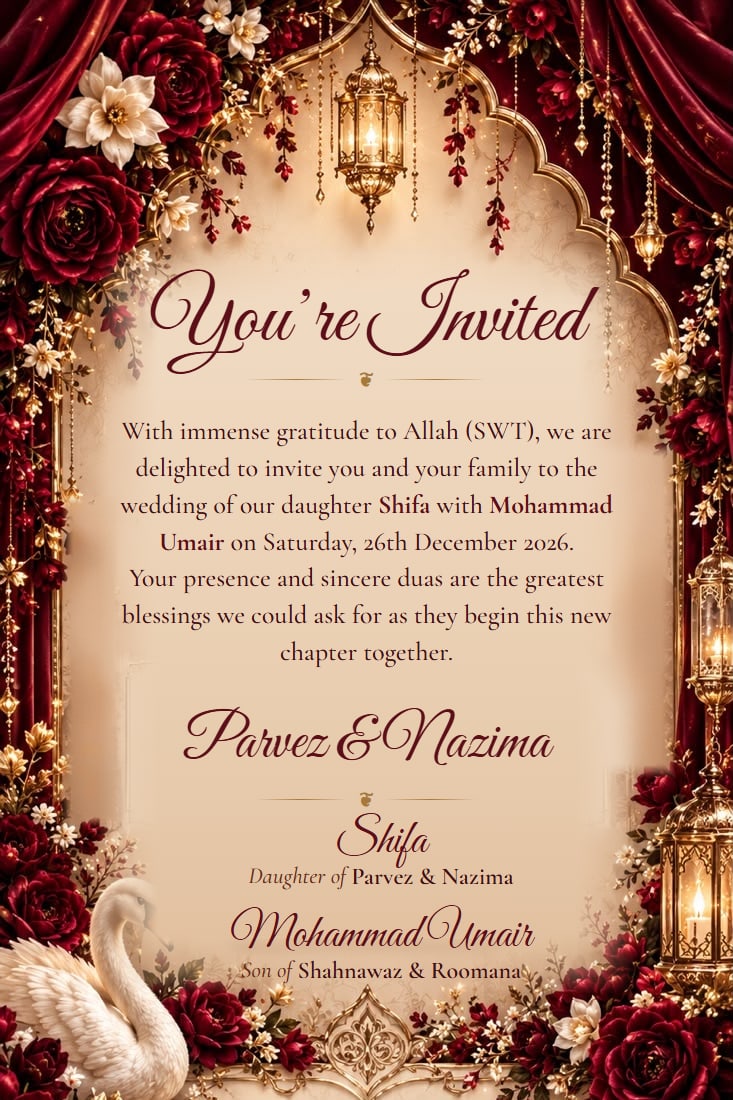 You're Invited
With immense gratitude to Allah (SWT), we are
delighted to invite you and your family to the
wedding of our daughter Shifa with Mohammad
Umair on Saturday, 26th December 2026.
Your presence and sincere duas are the greatest
blessings we could ask for as they begin this new
chapter together.
Parvez & Nazima
Shifa
Daughter of Parvez & Nazima
Mohammad Umair
Son of Shahnawaz & Roomana